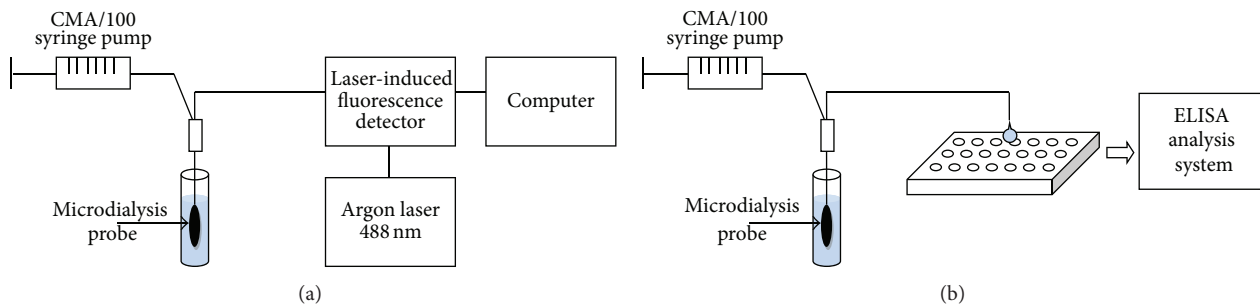 CMA/100
syringe pump
Laser-induced
fluorescence
detector
Computer
Argon laser
488 nm
Microdialysis
probe
(a)
CMA/100
syringe pump
ELISA
analysis
system
Microdialysis
probe
(b)